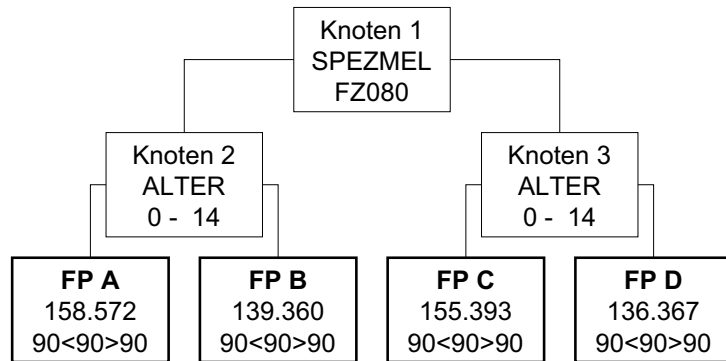 Knoten 1
SPEZMEL
FZ080
Knoten 2
ALTER
0 - 14
Knoten 3
ALTER
0 - 14
FP A
158.572
90<90>90
FP B
139.360
90<90>90
FP C
155.393
90<90>90
FP D
136.367
90<90>90